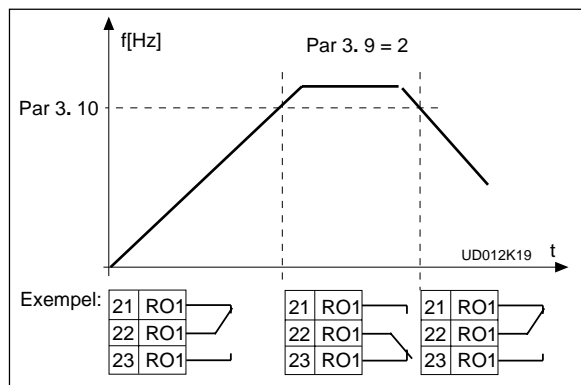 f[Hz]
Par 3. 9 = 2
Par 3. 10
UD012K19
t
Exempel:
21 RO1
22 RO1
23 RO1
21 RO1
22 RO1
23 RO1
21 RO1
22 RO1
23 RO1